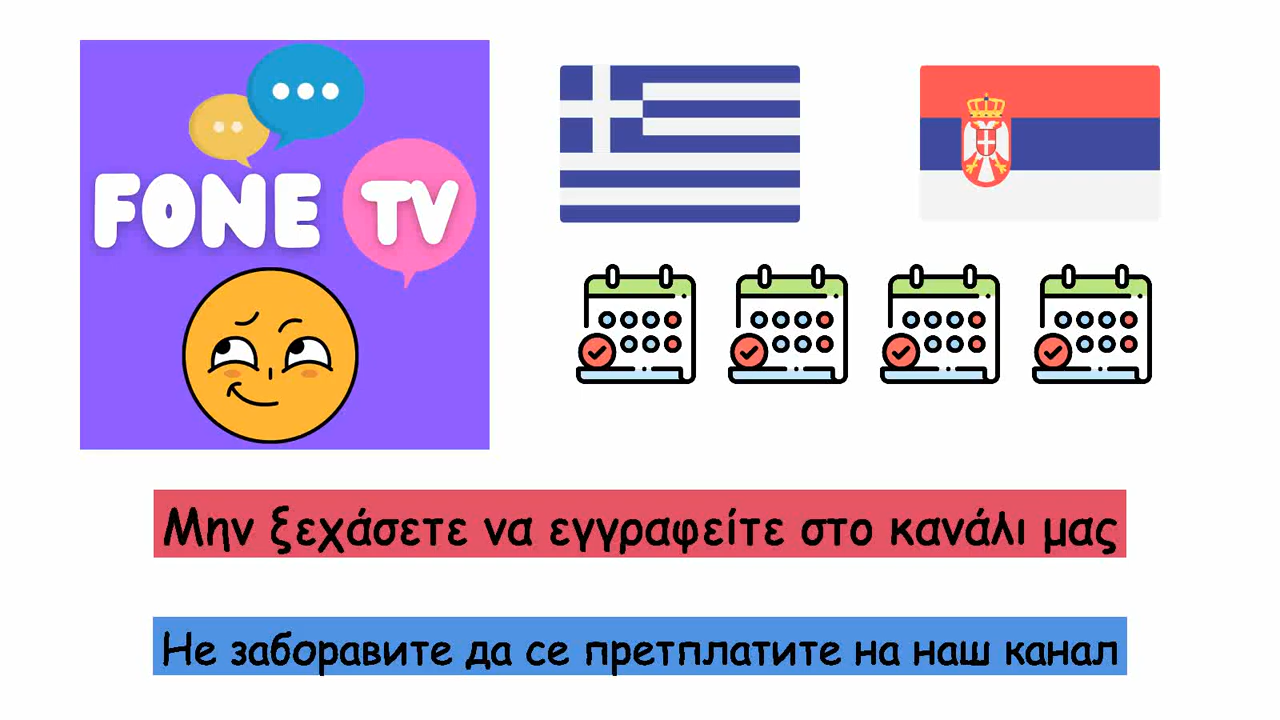 FONE TV
Μην ξεχάσετε να εγγραφείτε στο κανάλι μας
Не заборавите да се претплатите на наш канал